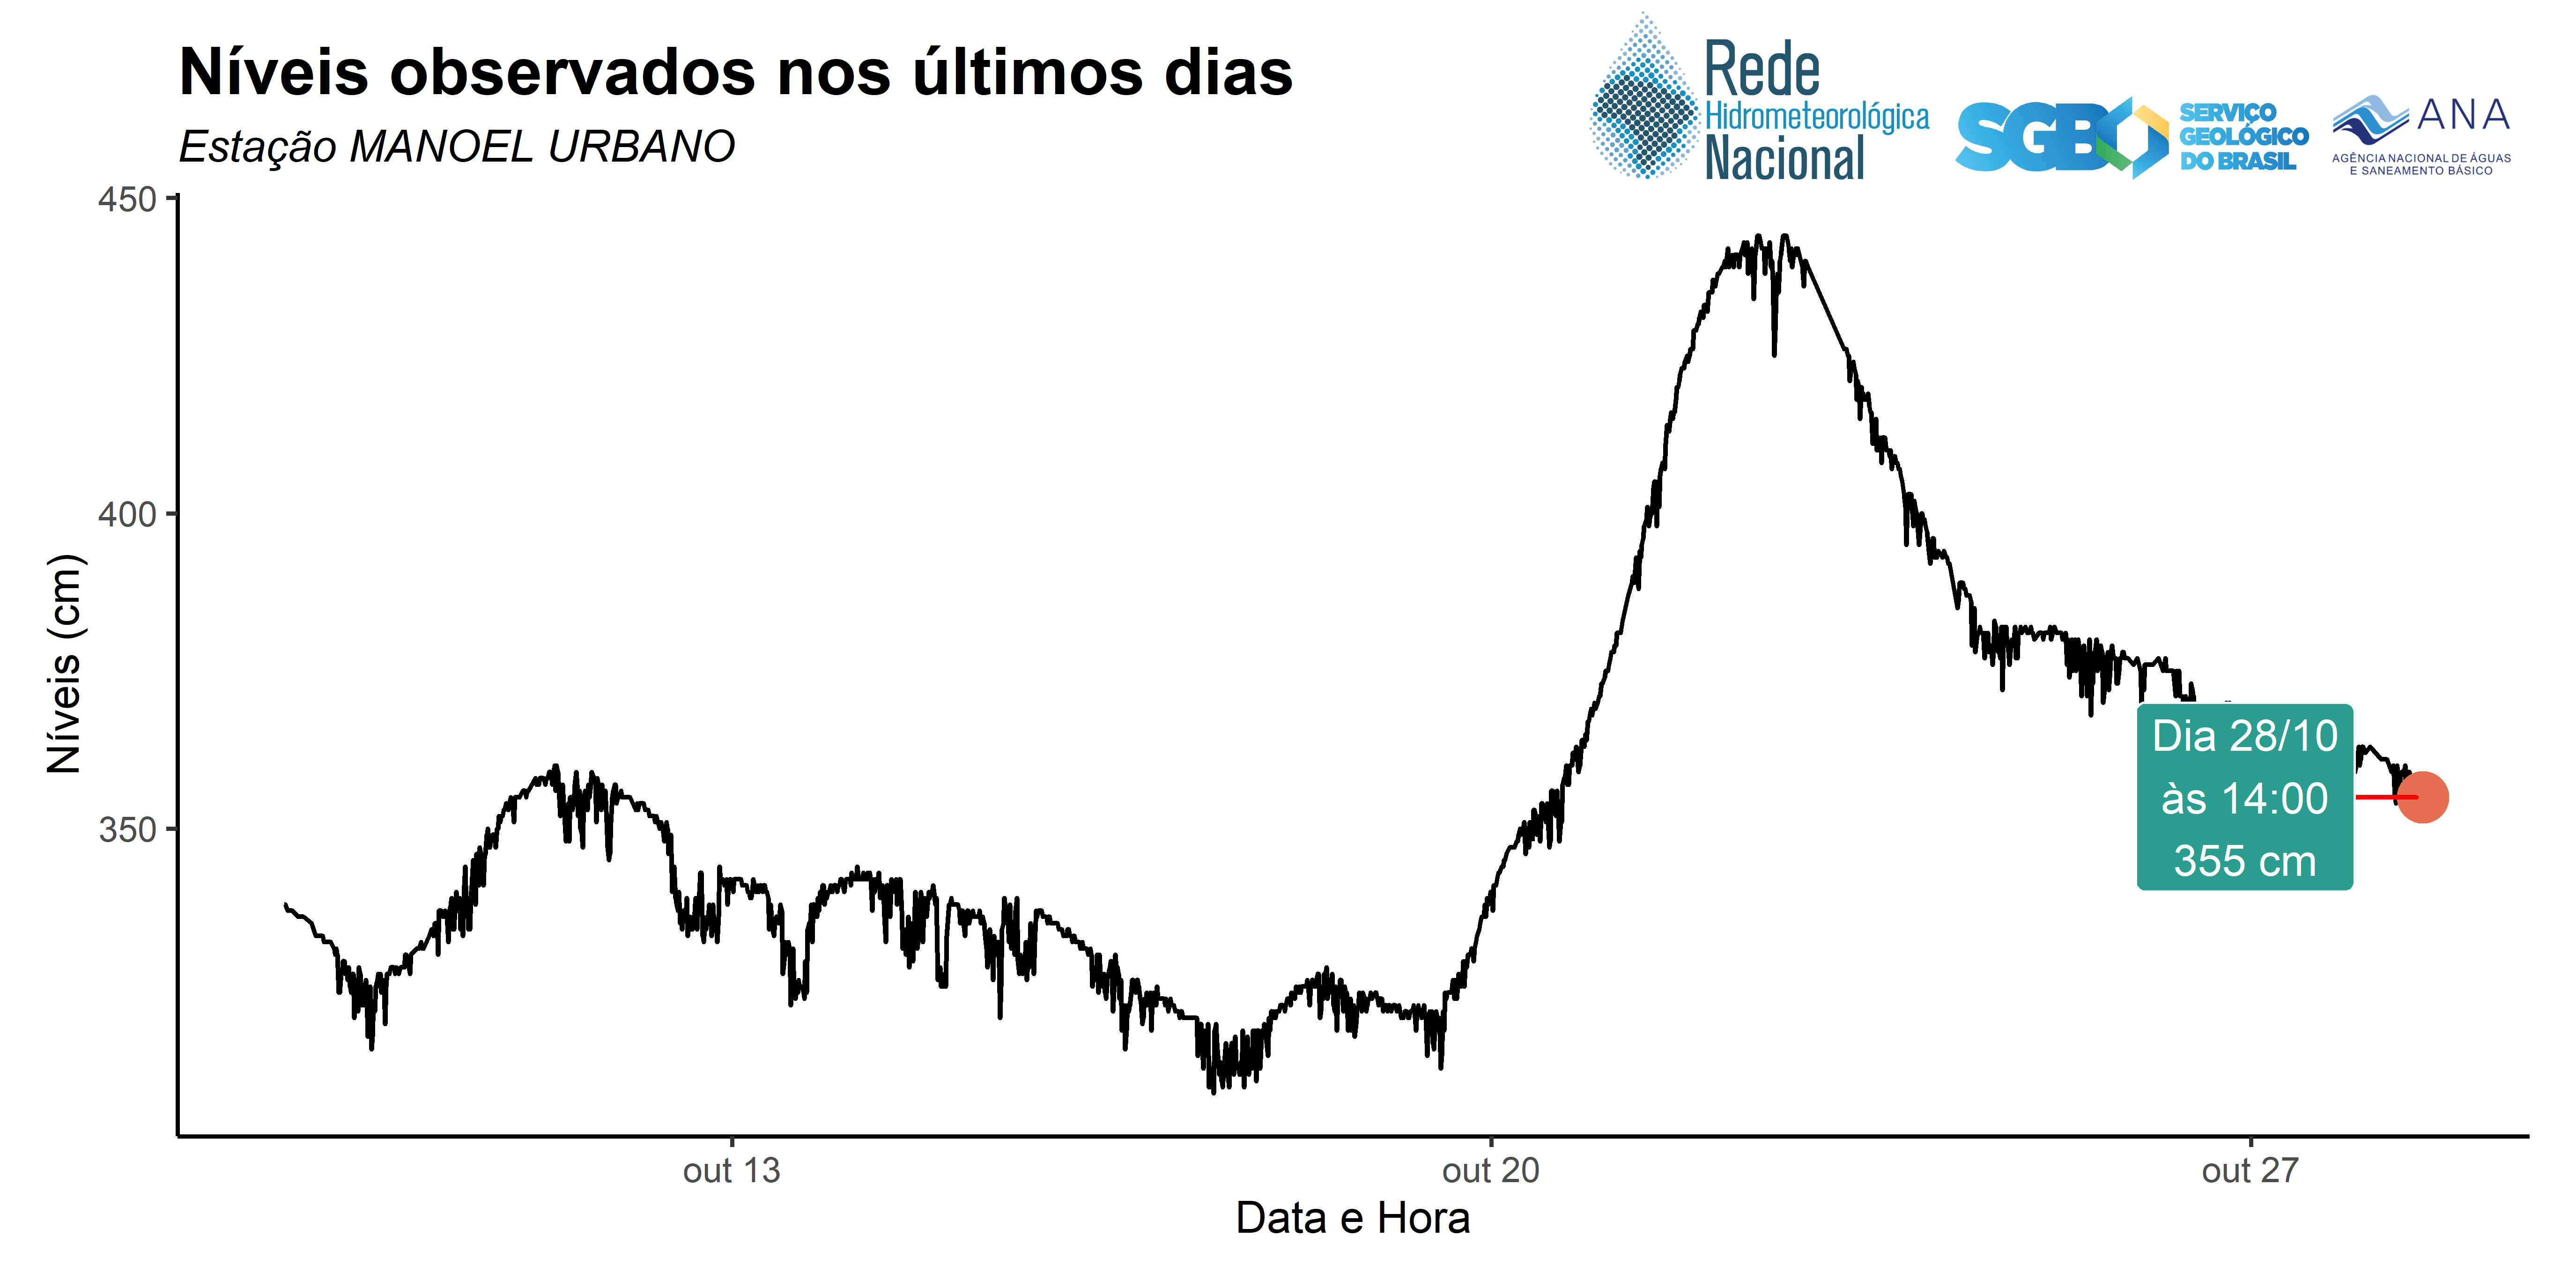 Níveis observados nos últimos dias
Estação MANOEL URBANO
Rede
Hidrometeorológica
Nacional
SGB
SERVIÇO
GEOLÓGICO
DO BRASIL
ANA
AGÊNCIA NACIONAL DE ÁGUAS
E SANEAMENTO BÁSICO
450
400
350
Níveis (cm)
Dia 28/10
às 14:00
355 cm
out 13
out 20
out 27
Data e Hora